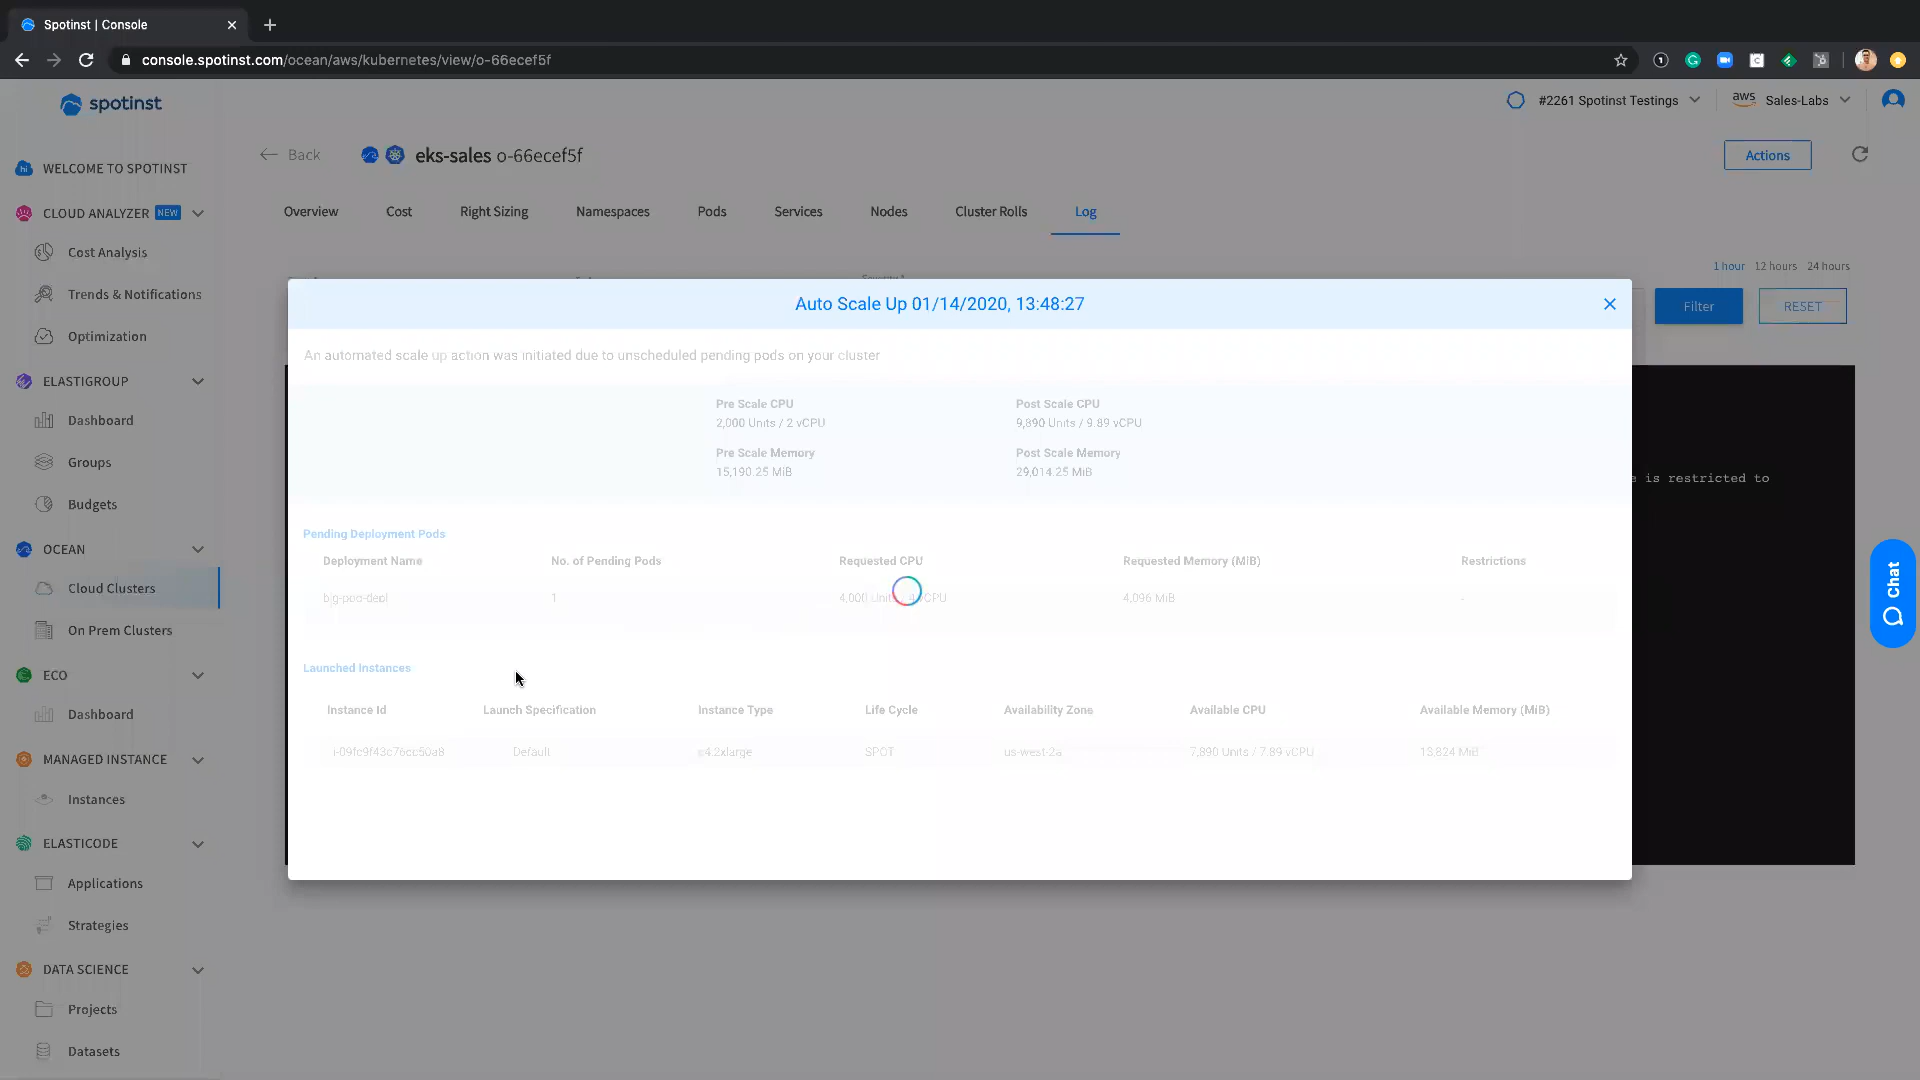 Spotinst | Console
console.spotinst.com/ocean/aws/kubernetes/view/o-66ecef5f
spotinst
#2261 Spotinst Testings
aws
Sales-Labs
Back
eks-sales o-66ecef5f
Actions
hi
WELCOME TO SPOTINST
CLOUD ANALYZER NEW
Cost Analysis
Trends & Notifications
Optimization
ELASTIGROUP
Dashboard
Groups
Budgets
OCEAN
Cloud Clusters
On Prem Clusters
ECO
Dashboard
MANAGED INSTANCE
Instances
ELASTICODE
Applications
Strategies
DATA SCIENCE
Projects
Datasets
Overview
Cost
Right Sizing
Namespaces
Pods
Services
Nodes
Cluster Rolls
Log
1 hour
12 hours
24 hours
Filter
RESET
Auto Scale Up 01/14/2020, 13:48:27
An automated scale up action was initiated due to unscheduled pending pods on your cluster
Pre Scale CPU
2,000 Units / 2 vCPU
Post Scale CPU
9,890 Units / 9.89 vCPU
Pre Scale Memory
15,190.25 MiB
Post Scale Memory
29,014.25 MiB
Pending Deployment Pods
Deployment Name
No. of Pending Pods
Requested CPU
Requested Memory (MiB)
Restrictions
big-pod-depl
1
4,000 Units / 4 vCPU
4,096 MiB
-
Launched Instances
Instance Id
Launch Specification
Instance Type
Life Cycle
Availability Zone
Available CPU
Available Memory (MiB)
Default
c4.2xlarge
SPOT
us-west-2a
7,890 Units / 7.89 vCPU
13,824 MiB
e is restricted to
Chat